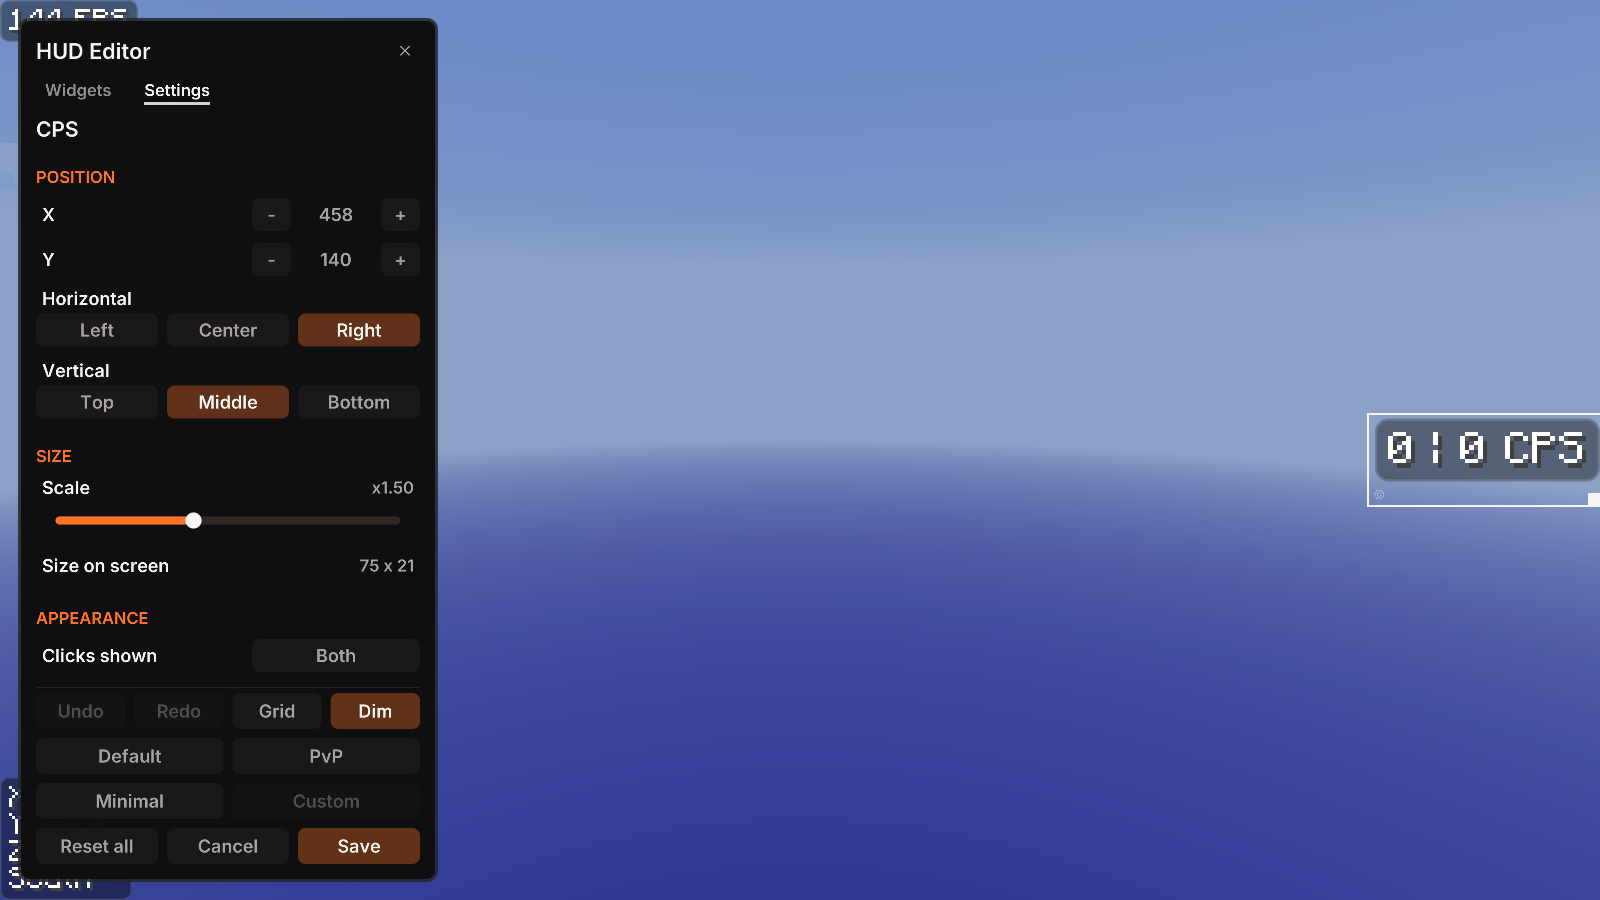 HUD Editor ×
Widgets Settings
CPS
POSITION
X - 458 +
Y - 140 +
Horizontal
Left Center Right
Vertical
Top Middle Bottom
SIZE
Scale x1.50
Size on screen 75 x 21
APPEARANCE
Clicks shown Both
Undo Redo Grid Dim
Default PvP
Minimal Custom
Reset all Cancel Save
0 | 0 CPS